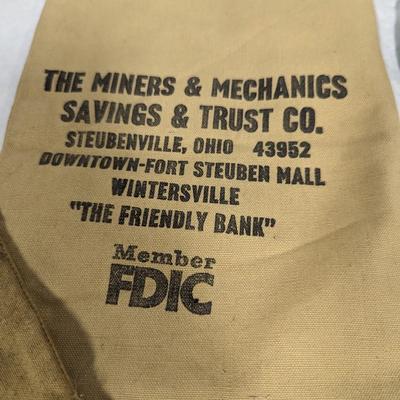 THE MINERS & MECHANICS
SAVINGS & TRUST CO.
STEUBENVILLE, OHIO 43952
DOWNTOWN-FORT STEUBEN MALL
WINTERSVILLE
"THE FRIENDLY BANK"
Member
FDIC